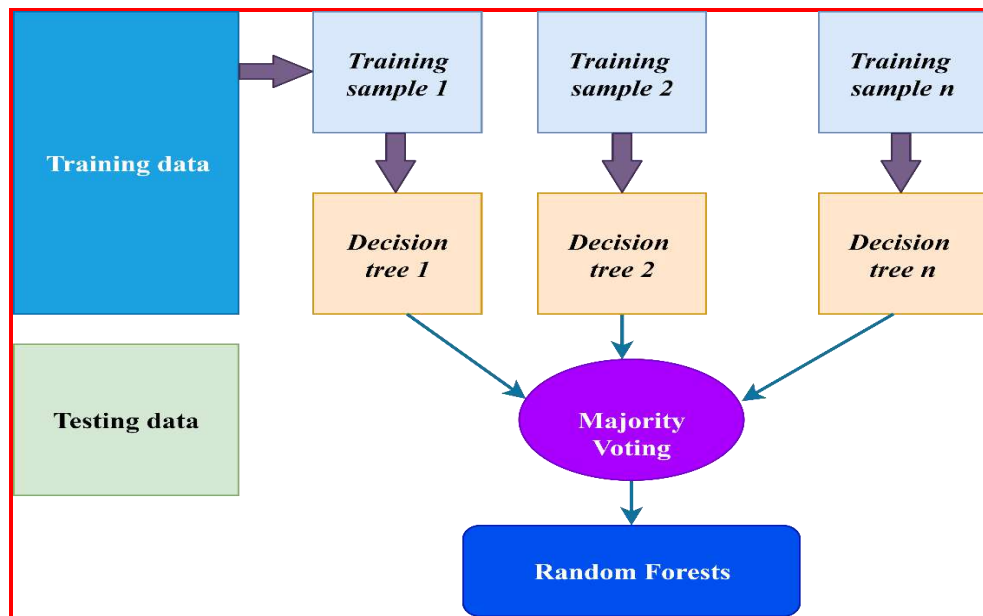 Training data
Training
sample 1
Training
sample 2
Training
sample n
Decision
tree 1
Decision
tree 2
Decision
tree n
Testing data
Majority
Voting
Random Forests